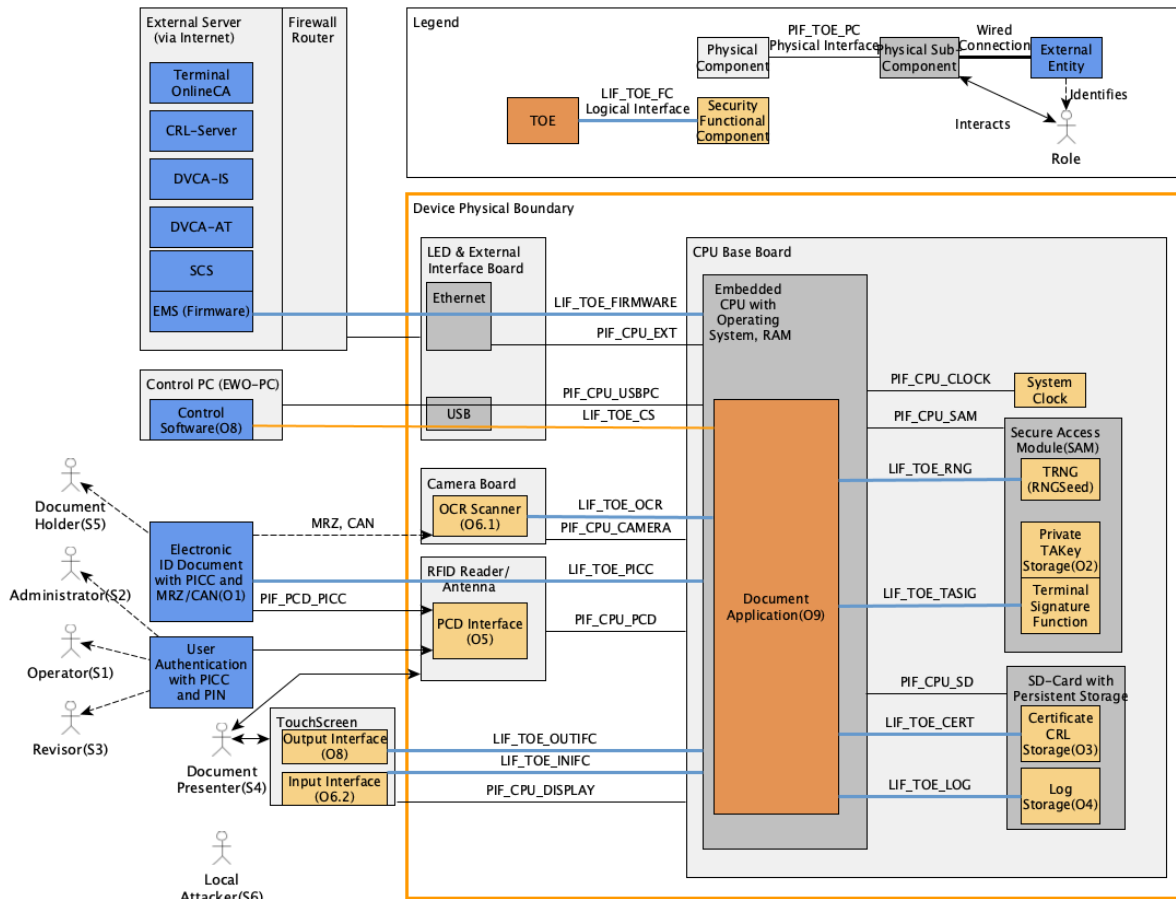 External Server
(via Internet)
Firewall
Router
Terminal
OnlineCA
CRL-Server
DVCA-IS
DVCA-AT
SCS
EMS (Firmware)
Legend
Physical
Component
PIF_TOE_PC
Physical Interface
Physical Sub-
Component
Wired
Connection
External
Entity
TOE
LIF_TOE_FC
Logical Interface
Security
Functional
Component
Identifies
Interacts
Role
Device Physical Boundary
LED & External
Interface Board
Ethernet
USB
LIF_TOE_FIRMWARE
PIF_CPU_EXT
PIF_CPU_USBPC
LIF_TOE_CS
CPU Base Board
Embedded
CPU with
Operating
System, RAM
Document
Application(O9)
PIF_CPU_CLOCK
System
Clock
PIF_CPU_SAM
Secure Access
Module(SAM)
LIF_TOE_RNG
TRNG
(RNGSeed)
Private
TAKey
Storage(O2)
LIF_TOE_TASIG
Terminal
Signature
Function
PIF_CPU_SD
SD-Card with
Persistent Storage
LIF_TOE_CERT
Certificate
CRL
Storage(O3)
LIF_TOE_LOG
Log
Storage(O4)
Control PC (EWO-PC)
Control
Software(O8)
Camera Board
OCR Scanner
(O6.1)
LIF_TOE_OCR
PIF_CPU_CAMERA
MRZ, CAN
RFID Reader/
Antenna
PCD Interface
(O5)
LIF_TOE_PICC
PIF_CPU_PCD
PIF_PCD_PICC
Document
Holder(S5)
Electronic
ID Document
with PICC and
MRZ/CAN(O1)
Administrator(S2)
Operator(S1)
User
Authentication
with PICC
and PIN
Revisor(S3)
Document
Presenter(S4)
TouchScreen
Output Interface
(O8)
Input Interface
(O6.2)
LIF_TOE_OUTIFC
LIF_TOE_INIFC
PIF_CPU_DISPLAY
Local
Attacker(S6)